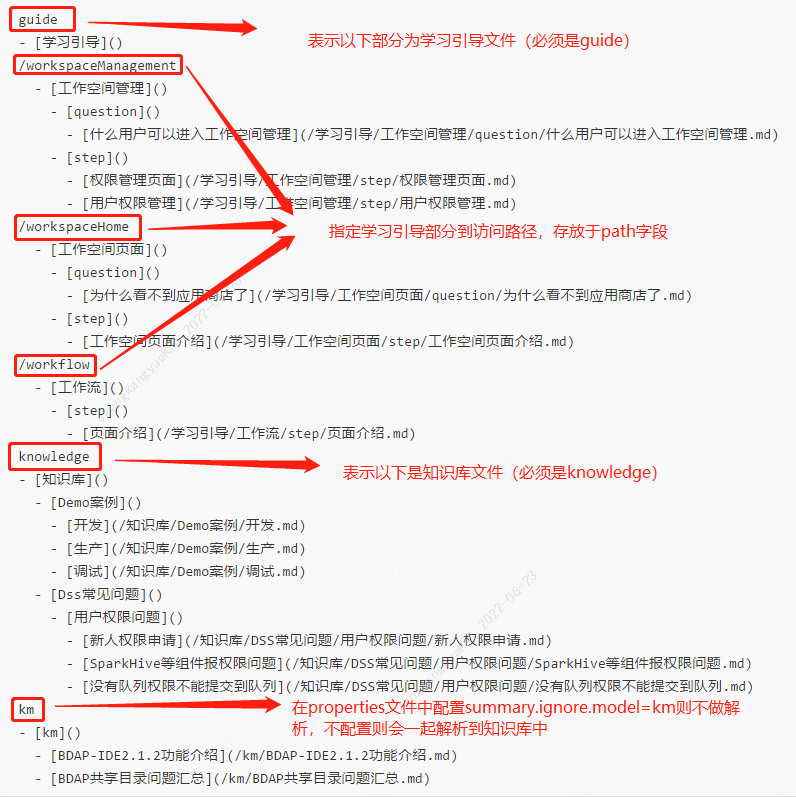 guide
表示以下部分为学习引导文件（必须是guide）
- [学习引导]()
/workspaceManagement
- [工作空间管理]()
- [question]()
- [什么用户可以进入工作空间管理](/学习引导/工作空间管理/question/什么用户可以进入工作空间管理.md)
- [step]()
- [权限管理页面](/学习引导/工作空间管理/step/权限管理页面.md)
- [用户权限管理](/学习引导/工作空间管理/step/用户权限管理.md)
/workspaceHome
指定学习引导部分到访问路径，存放于path字段
- [工作空间页面]()
- [question]()
- [为什么看不到应用商店了](/学习引导/工作空间页面/question/为什么看不到应用商店了.md)
- [step]()
- [工作空间页面介绍](/学习引导/工作空间页面/step/工作空间页面介绍.md)
/workflow
- [工作流]()
- [step]()
- [页面介绍](/学习引导/工作流/step/页面介绍.md)
knowledge
表示以下是知识库文件（必须是knowledge）
- [知识库]()
- [Demo案例]()
- [开发](/知识库/Demo案例/开发.md)
- [生产](/知识库/Demo案例/生产.md)
- [调试](/知识库/Demo案例/调试.md)
- [Dss常见问题]()
- [用户权限问题]()
- [新人权限申请](/知识库/DSS常见问题/用户权限问题/新人权限申请.md)
- [SparkHive等组件报权限问题](/知识库/DSS常见问题/用户权限问题/SparkHive等组件报权限问题.md)
- [没有队列权限不能提交到队列](/知识库/DSS常见问题/用户权限问题/没有队列权限不能提交到队列.md)
km
在properties文件中配置summary.ignore.model=km则不做解
析，不配置则会一起解析到知识库中
- [km]()
- [BDAP-IDE2.1.2功能介绍](/km/BDAP-IDE2.1.2功能介绍.md)
- [BDAP共享目录问题汇总](/km/BDAP共享目录问题汇总.md)
2022-06-23